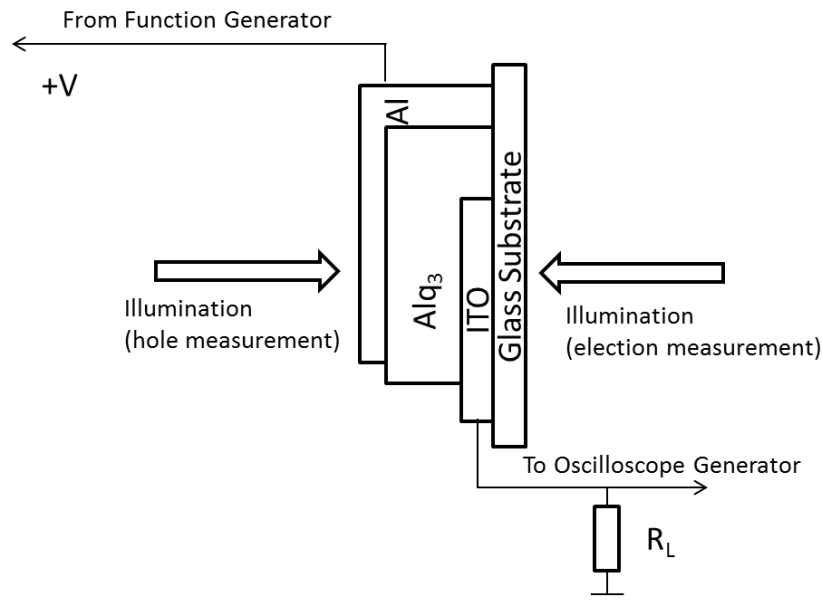 From Function Generator
+V
Al
Alq3
ITO
Glass Substrate
Illumination
(hole measurement)
Illumination
(election measurement)
To Oscilloscope Generator
RL